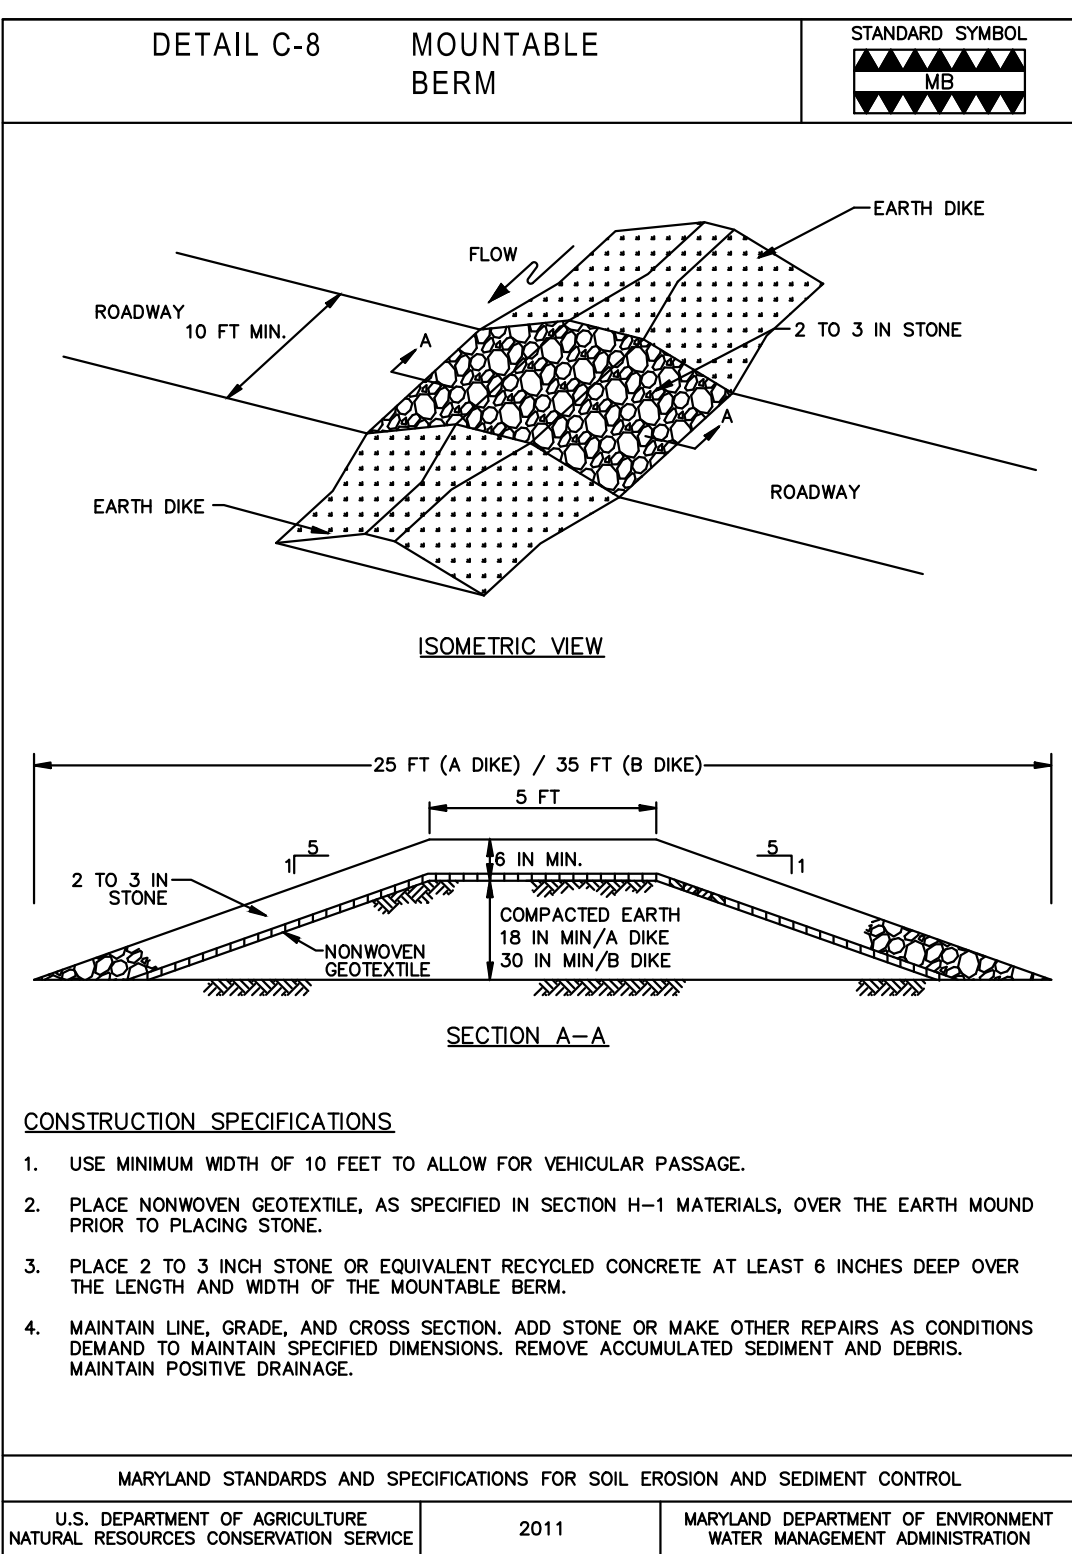 DETAIL C-8 MOUNTABLE
BERM
STANDARD SYMBOL
MB
EARTH DIKE
FLOW
ROADWAY
10 FT MIN.
A
2 TO 3 IN STONE
A
ROADWAY
EARTH DIKE
ISOMETRIC VIEW
25 FT (A DIKE) / 35 FT (B DIKE)
5 FT
5
1
6 IN MIN.
5
1
2 TO 3 IN
STONE
COMPACTED EARTH
18 IN MIN/A DIKE
30 IN MIN/B DIKE
NONWOVEN
GEOTEXTILE
SECTION A-A
CONSTRUCTION SPECIFICATIONS
1. USE MINIMUM WIDTH OF 10 FEET TO ALLOW FOR VEHICULAR PASSAGE.
2. PLACE NONWOVEN GEOTEXTILE, AS SPECIFIED IN SECTION H-1 MATERIALS, OVER THE EARTH MOUND
PRIOR TO PLACING STONE.
3. PLACE 2 TO 3 INCH STONE OR EQUIVALENT RECYCLED CONCRETE AT LEAST 6 INCHES DEEP OVER
THE LENGTH AND WIDTH OF THE MOUNTABLE BERM.
4. MAINTAIN LINE, GRADE, AND CROSS SECTION. ADD STONE OR MAKE OTHER REPAIRS AS CONDITIONS
DEMAND TO MAINTAIN SPECIFIED DIMENSIONS. REMOVE ACCUMULATED SEDIMENT AND DEBRIS.
MAINTAIN POSITIVE DRAINAGE.
MARYLAND STANDARDS AND SPECIFICATIONS FOR SOIL EROSION AND SEDIMENT CONTROL
U.S. DEPARTMENT OF AGRICULTURE
NATURAL RESOURCES CONSERVATION SERVICE
2011
MARYLAND DEPARTMENT OF ENVIRONMENT
WATER MANAGEMENT ADMINISTRATION